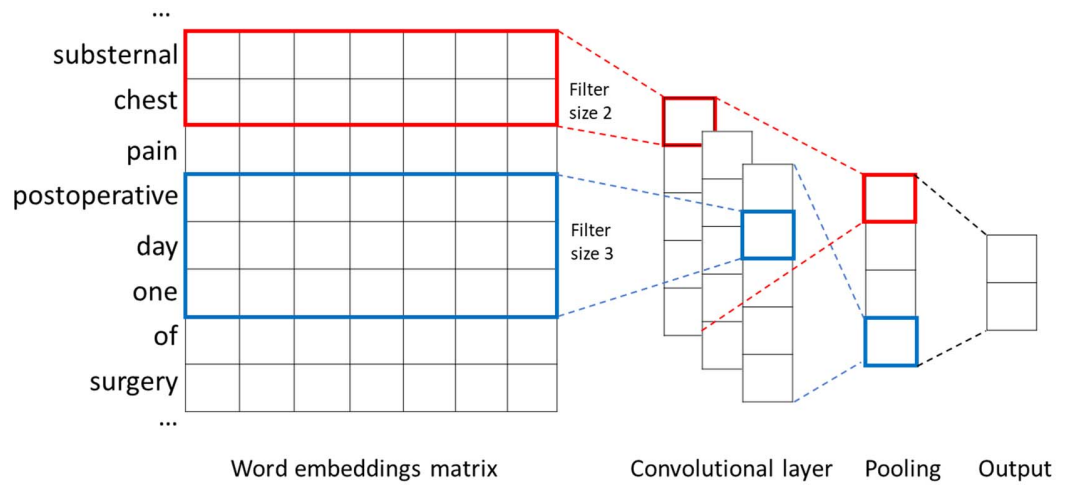 ...
substernal
chest
pain
postoperative
day
one
of
surgery
...
Filter
size 2
Filter
size 3
Word embeddings matrix
Convolutional layer
Pooling
Output